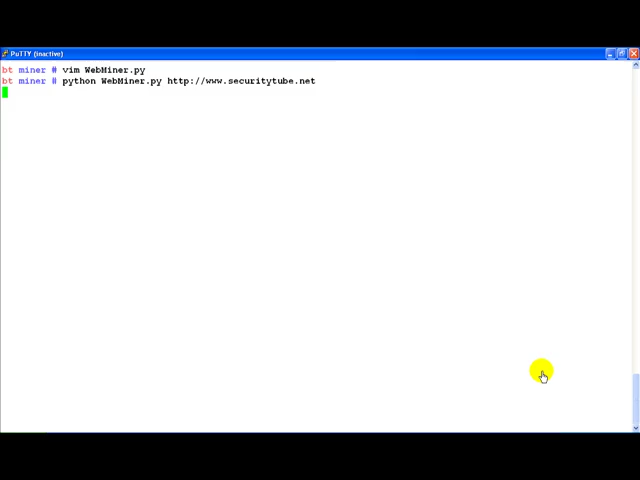 PuTTY (inactive)
bt miner # vim WebMiner.py
bt miner # python WebMiner.py http://www.securitytube.net